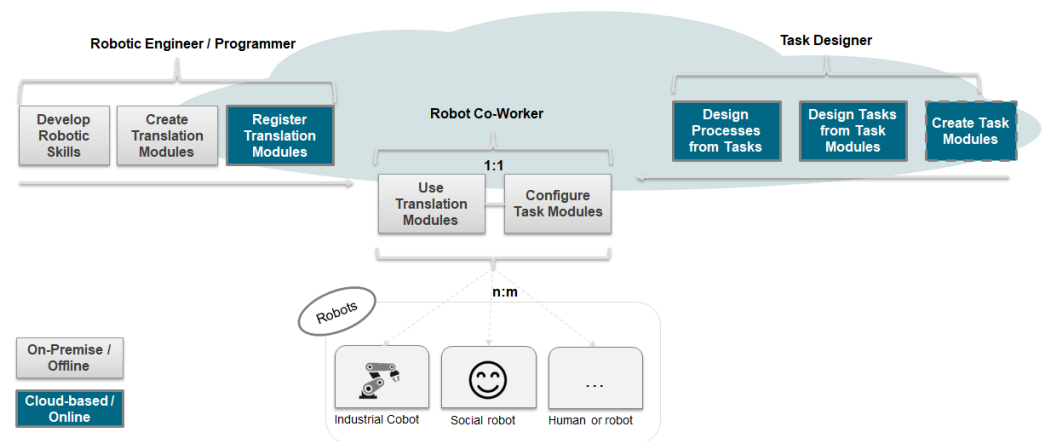 Robotic Engineer / Programmer
Task Designer
Develop
Robotic
Skills
Create
Translation
Modules
Register
Translation
Modules
Robot Co-Worker
Design
Processes
from Tasks
Design Tasks
from Task
Modules
Create Task
Modules
1:1
Use
Translation
Modules
Configure
Task Modules
n:m
Robots
Industrial Cobot
Social robot
...
Human or robot
On-Premise /
Offline
Cloud-based /
Online